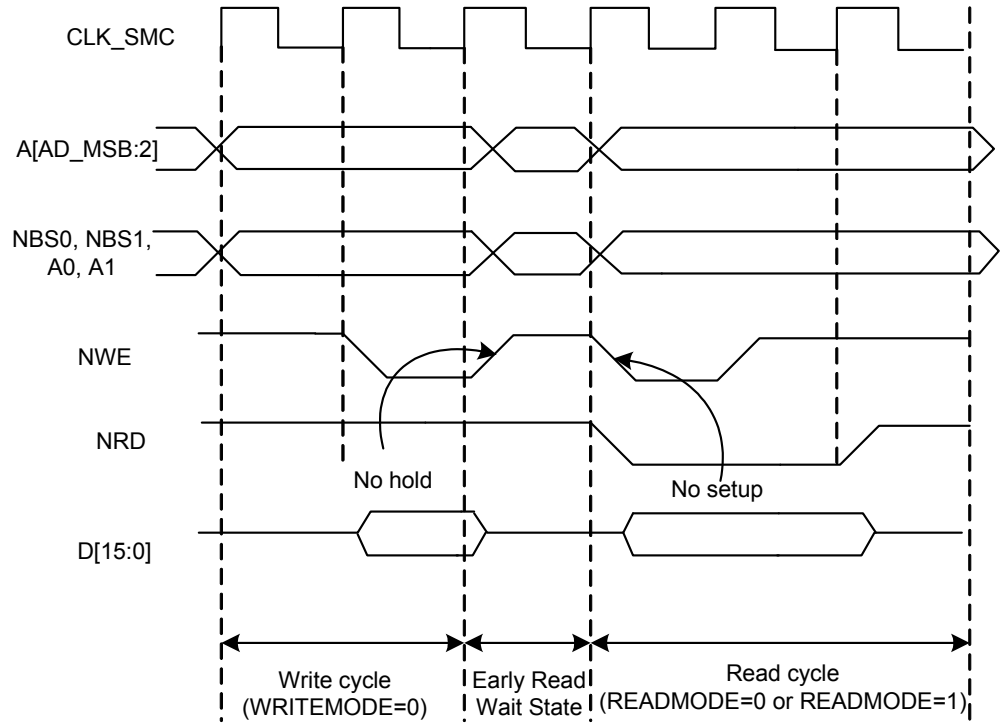 CLK_SMC
A[AD_MSB:2]
NBS0, NBS1,
A0, A1
NWE
NRD
No hold
No setup
D[15:0]
Write cycle
(WRITEMODE=0)
Early Read
Wait State
Read cycle
(READMODE=0 or READMODE=1)